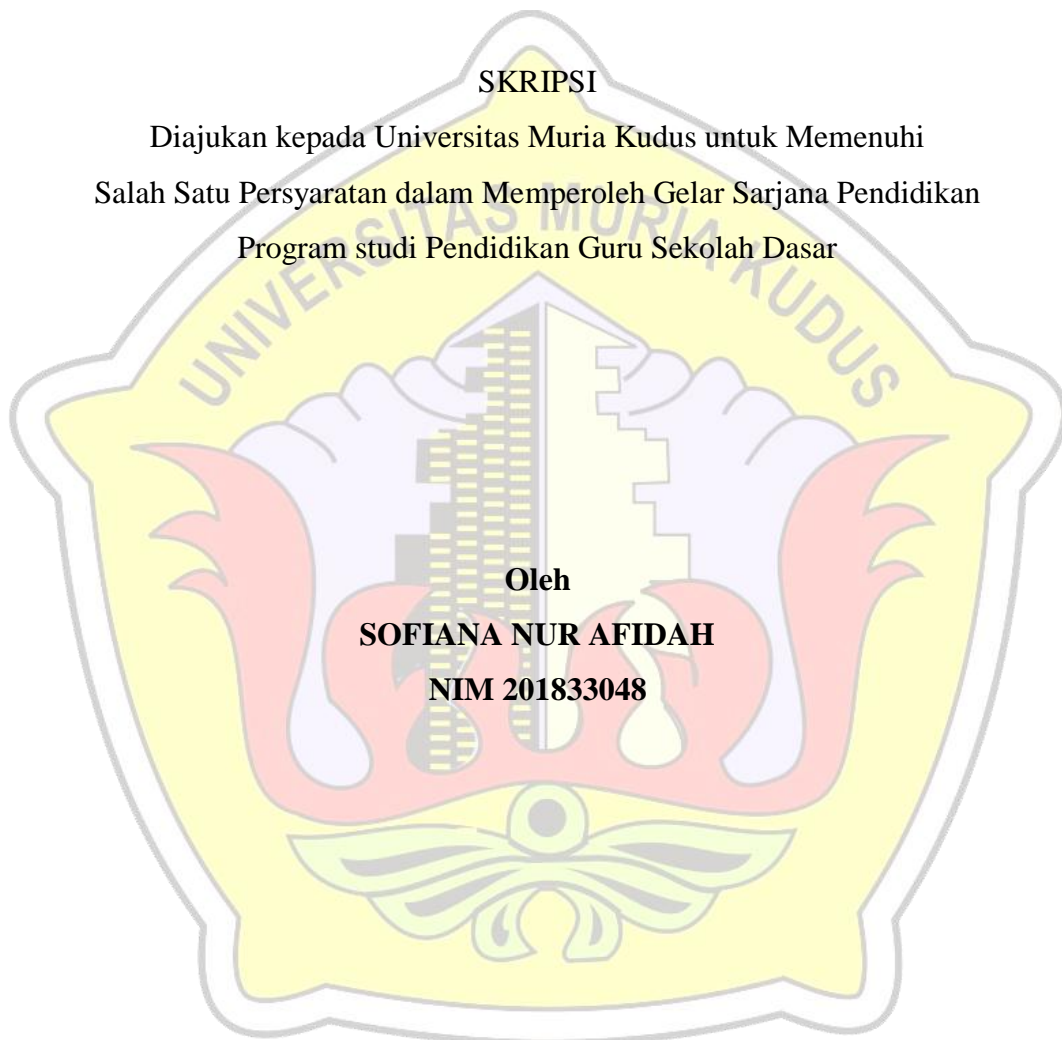 SKRIPSI
Diajukan kepada Universitas Muria Kudus untuk Memenuhi
Salah Satu Persyaratan dalam Memperoleh Gelar Sarjana Pendidikan
Program studi Pendidikan Guru Sekolah Dasar
UNIVERSITAS MURIA KUDUS
Oleh
SOFIANA NUR AFIDAH
NIM 201833048